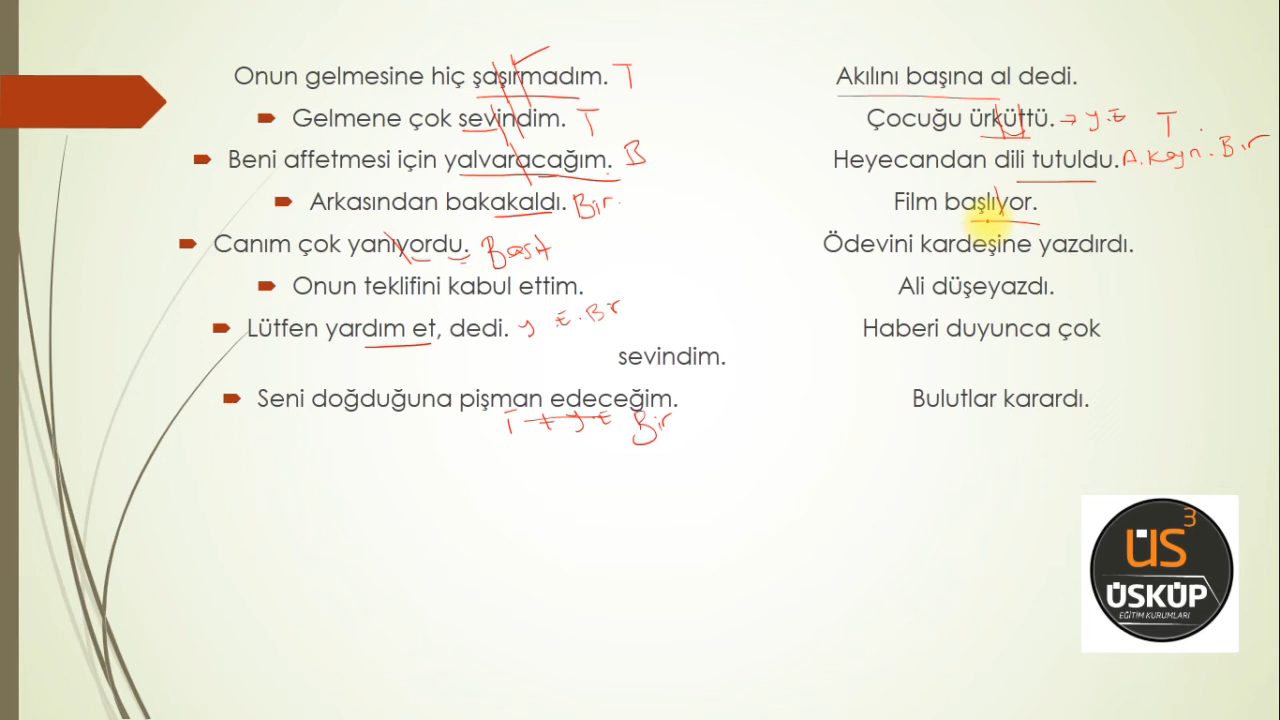 Onun gelmesine hiç şaşırmadım. T
Akılını başına al dedi.
Gelmene çok sevindim. T
Çocuğu ürküttü. → y.E T
Beni affetmesi için yalvaracağım. B
Heyecandan dili tutuldu. A. Kayn. Bir
Arkasından bakakaldı. Bir.
Film başlıyor.
Canım çok yanıyordu. Basit
Ödevini kardeşine yazdırdı.
Onun teklifini kabul ettim.
Ali düşeyazdı.
Lütfen yardım et, dedi. y E. Bir
Haberi duyunca çok
sevindim.
Seni doğduğuna pişman edeceğim.
Bulutlar karardı.
İ + y E Bir
ÜS3
ÜSKÜP
EĞİTİM KURUMLARI